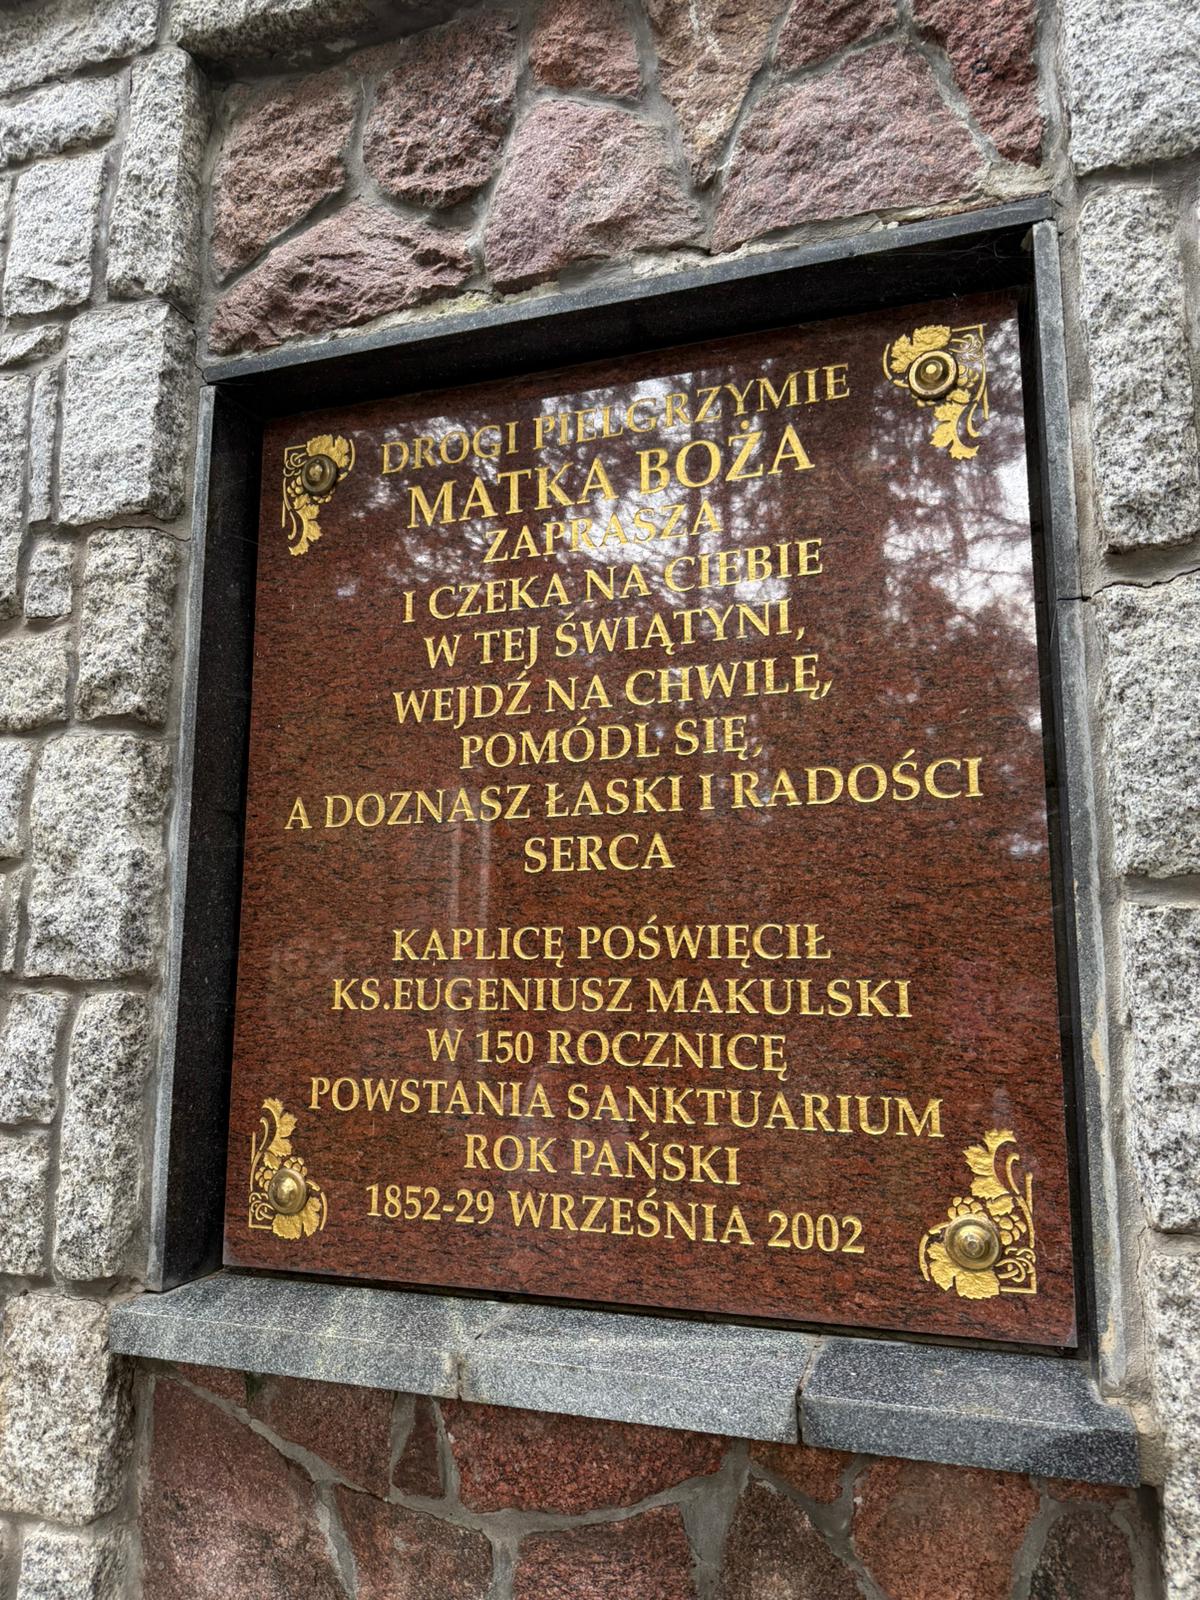 DROGI PIELGRZYMIE
MATKA BOŻA
ZAPRASZA
I CZEKA NA CIEBIE
W TEJ ŚWIĄTYNI,
WEJDŹ NA CHWILĘ,
POMÓDL SIĘ,
A DOZNASZ ŁASKI I RADOŚCI
SERCA
KAPLICĘ POŚWIĘCIŁ
KS.EUGENIUSZ MAKULSKI
W 150 ROCZNICĘ
POWSTANIA SANKTUARIUM
ROK PAŃSKI
1852-29 WRZEŚNIA 2002